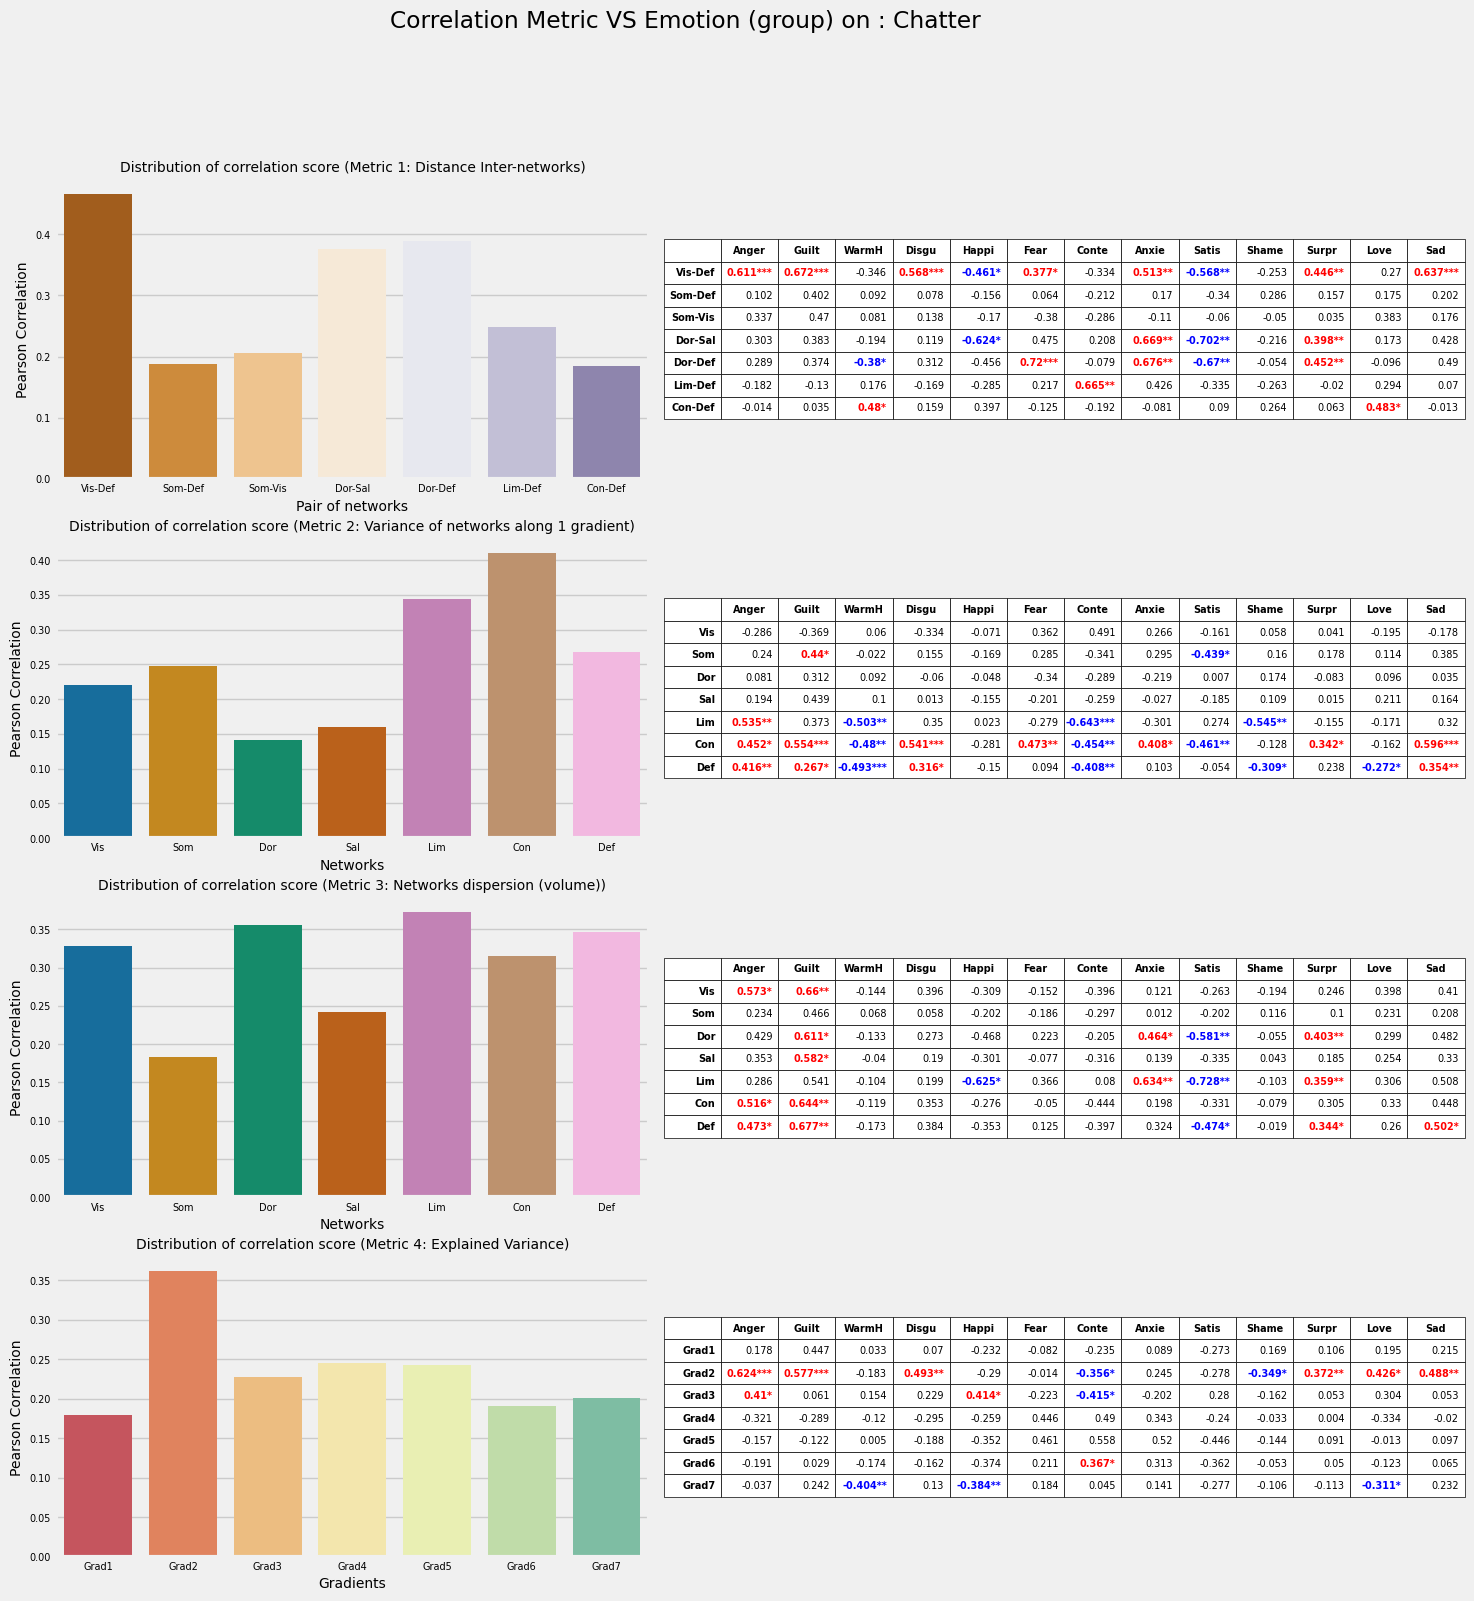 Correlation Metric VS Emotion (group) on : Chatter
Distribution of correlation score (Metric 1: Distance Inter-networks)
Pearson Correlation
0.4
0.3
0.2
0.1
0.0
Vis-Def Som-Def Som-Vis Dor-Sal Dor-Def Lim-Def Con-Def
Pair of networks
Anger Guilt WarmH Disgu Happi Fear Conte Anxie Satis Shame Surpr Love Sad
Vis-Def 0.611*** 0.672*** -0.346 0.568*** -0.461* 0.377* -0.334 0.513** -0.568** -0.253 0.446** 0.27 0.637***
Som-Def 0.102 0.402 0.092 0.078 -0.156 0.064 -0.212 0.17 -0.34 0.286 0.157 0.175 0.202
Som-Vis 0.337 0.47 0.081 0.138 -0.17 -0.38 -0.286 -0.11 -0.06 -0.05 0.035 0.383 0.176
Dor-Sal 0.303 0.383 -0.194 0.119 -0.624* 0.475 0.208 0.669** -0.702** -0.216 0.398** 0.173 0.428
Dor-Def 0.289 0.374 -0.38* 0.312 -0.456 0.72*** -0.079 0.676** -0.67** -0.054 0.452** -0.096 0.49
Lim-Def -0.182 -0.13 0.176 -0.169 -0.285 0.217 0.665** 0.426 -0.335 -0.263 -0.02 0.294 0.07
Con-Def -0.014 0.035 0.48* 0.159 0.397 -0.125 -0.192 -0.081 0.09 0.264 0.063 0.483* -0.013
Distribution of correlation score (Metric 2: Variance of networks along 1 gradient)
Pearson Correlation
0.40
0.35
0.30
0.25
0.20
0.15
0.10
0.05
0.00
Vis Som Dor Sal Lim Con Def
Networks
Anger Guilt WarmH Disgu Happi Fear Conte Anxie Satis Shame Surpr Love Sad
Vis -0.286 -0.369 0.06 -0.334 -0.071 0.362 0.491 0.266 -0.161 0.058 0.041 -0.195 -0.178
Som 0.24 0.44* -0.022 0.155 -0.169 0.285 -0.341 0.295 -0.439* 0.16 0.178 0.114 0.385
Dor 0.081 0.312 0.092 -0.06 -0.048 -0.34 -0.289 -0.219 0.007 0.174 -0.083 0.096 0.035
Sal 0.194 0.439 0.1 0.013 -0.155 -0.201 -0.259 -0.027 -0.185 0.109 0.015 0.211 0.164
Lim 0.535** 0.373 -0.503** 0.35 0.023 -0.279 -0.643*** -0.301 0.274 -0.545** -0.155 -0.171 0.32
Con 0.452* 0.554*** -0.48** 0.541*** -0.281 0.473** -0.454** 0.408* -0.461** -0.128 0.342* -0.162 0.596***
Def 0.416** 0.267* -0.493*** 0.316* -0.15 0.094 -0.408** 0.103 -0.054 -0.309* 0.238 -0.272* 0.354**
Distribution of correlation score (Metric 3: Networks dispersion (volume))
Pearson Correlation
0.35
0.30
0.25
0.20
0.15
0.10
0.05
0.00
Vis Som Dor Sal Lim Con Def
Networks
Anger Guilt WarmH Disgu Happi Fear Conte Anxie Satis Shame Surpr Love Sad
Vis 0.573* 0.66** -0.144 0.396 -0.309 -0.152 -0.396 0.121 -0.263 -0.194 0.246 0.398 0.41
Som 0.234 0.466 0.068 0.058 -0.202 -0.186 -0.297 0.012 -0.202 0.116 0.1 0.231 0.208
Dor 0.429 0.611* -0.133 0.273 -0.468 0.223 -0.205 0.464* -0.581** -0.055 0.403** 0.299 0.482
Sal 0.353 0.582* -0.04 0.19 -0.301 -0.077 -0.316 0.139 -0.335 0.043 0.185 0.254 0.33
Lim 0.286 0.541 -0.104 0.199 -0.625* 0.366 0.08 0.634** -0.728** -0.103 0.359** 0.306 0.508
Con 0.516* 0.644** -0.119 0.353 -0.276 -0.05 -0.444 0.198 -0.331 -0.079 0.305 0.33 0.448
Def 0.473* 0.677** -0.173 0.384 -0.353 0.125 -0.397 0.324 -0.474* -0.019 0.344* 0.26 0.502*
Distribution of correlation score (Metric 4: Explained Variance)
Pearson Correlation
0.35
0.30
0.25
0.20
0.15
0.10
0.05
0.00
Grad1 Grad2 Grad3 Grad4 Grad5 Grad6 Grad7
Gradients
Anger Guilt WarmH Disgu Happi Fear Conte Anxie Satis Shame Surpr Love Sad
Grad1 0.178 0.447 0.033 0.07 -0.232 -0.082 -0.235 0.089 -0.273 0.169 0.106 0.195 0.215
Grad2 0.624*** 0.577*** -0.183 0.493** -0.29 -0.014 -0.356* 0.245 -0.278 -0.349* 0.372** 0.426* 0.488**
Grad3 0.41* 0.061 0.154 0.229 0.414* -0.223 -0.415* -0.202 0.28 -0.162 0.053 0.304 0.053
Grad4 -0.321 -0.289 -0.12 -0.295 -0.259 0.446 0.49 0.343 -0.24 -0.033 0.004 -0.334 -0.02
Grad5 -0.157 -0.122 0.005 -0.188 -0.352 0.461 0.558 0.52 -0.446 -0.144 0.091 -0.013 0.097
Grad6 -0.191 0.029 -0.174 -0.162 -0.374 0.211 0.367* 0.313 -0.362 -0.053 0.05 -0.123 0.065
Grad7 -0.037 0.242 -0.404** 0.13 -0.384** 0.184 0.045 0.141 -0.277 -0.106 -0.113 -0.311* 0.232